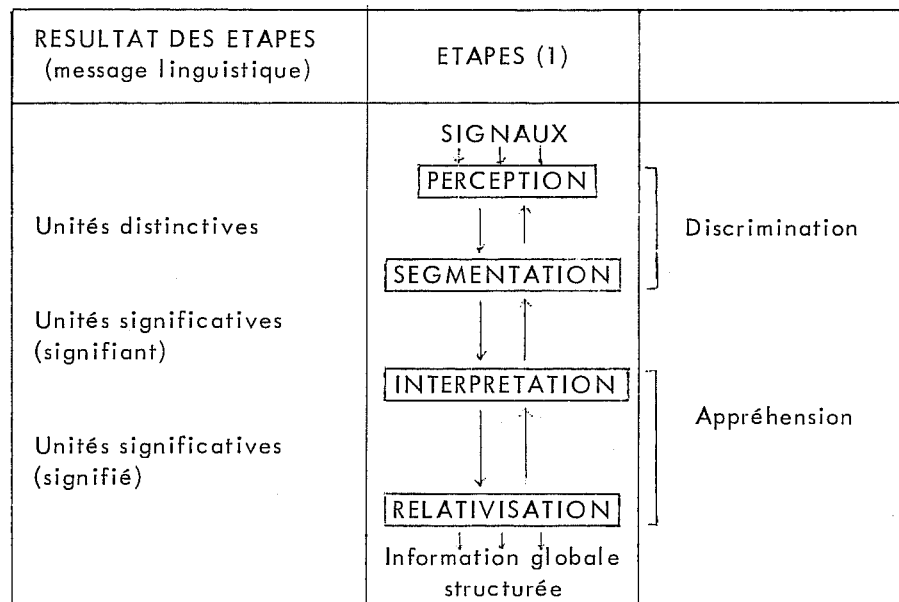 RESULTAT DES ETAPES
(message linguistique)
ETAPES (1)
SIGNAUX
PERCEPTION
Unités distinctives
Discrimination
SEGMENTATION
Unités significatives
(signifiant)
INTERPRETATION
Appréhension
Unités significatives
(signifié)
RELATIVISATION
Information globale
structurée